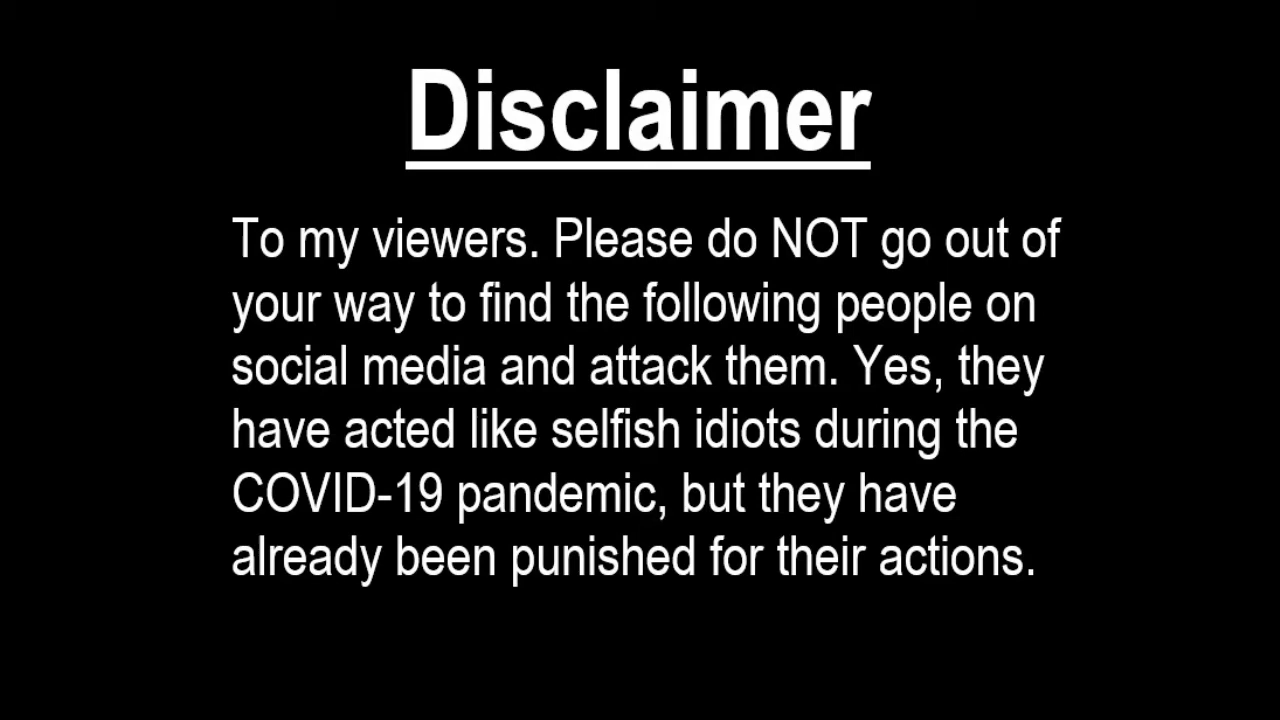 Disclaimer
To my viewers. Please do NOT go out of
your way to find the following people on
social media and attack them. Yes, they
have acted like selfish idiots during the
COVID-19 pandemic, but they have
already been punished for their actions.